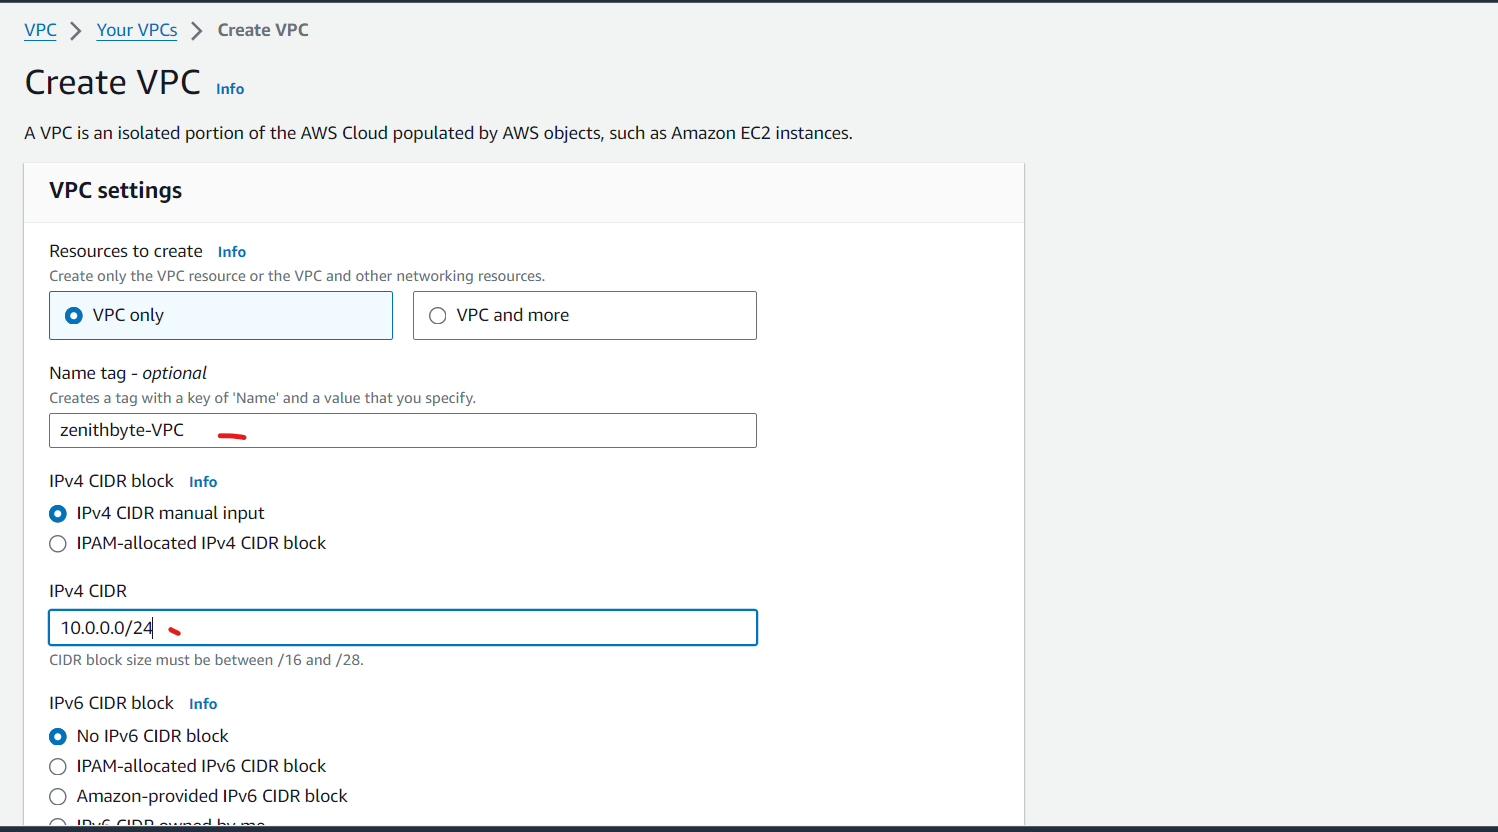 VPC > Your VPCs > Create VPC
Create VPC Info
A VPC is an isolated portion of the AWS Cloud populated by AWS objects, such as Amazon EC2 instances.
VPC settings
Resources to create Info
Create only the VPC resource or the VPC and other networking resources.
VPC only VPC and more
Name tag - optional
Creates a tag with a key of 'Name' and a value that you specify.
zenithbyte-VPC
IPv4 CIDR block Info
IPv4 CIDR manual input
IPAM-allocated IPv4 CIDR block
IPv4 CIDR
10.0.0.0/24
CIDR block size must be between /16 and /28.
IPv6 CIDR block Info
No IPv6 CIDR block
IPAM-allocated IPv6 CIDR block
Amazon-provided IPv6 CIDR block
IPv6 CIDR owned by me